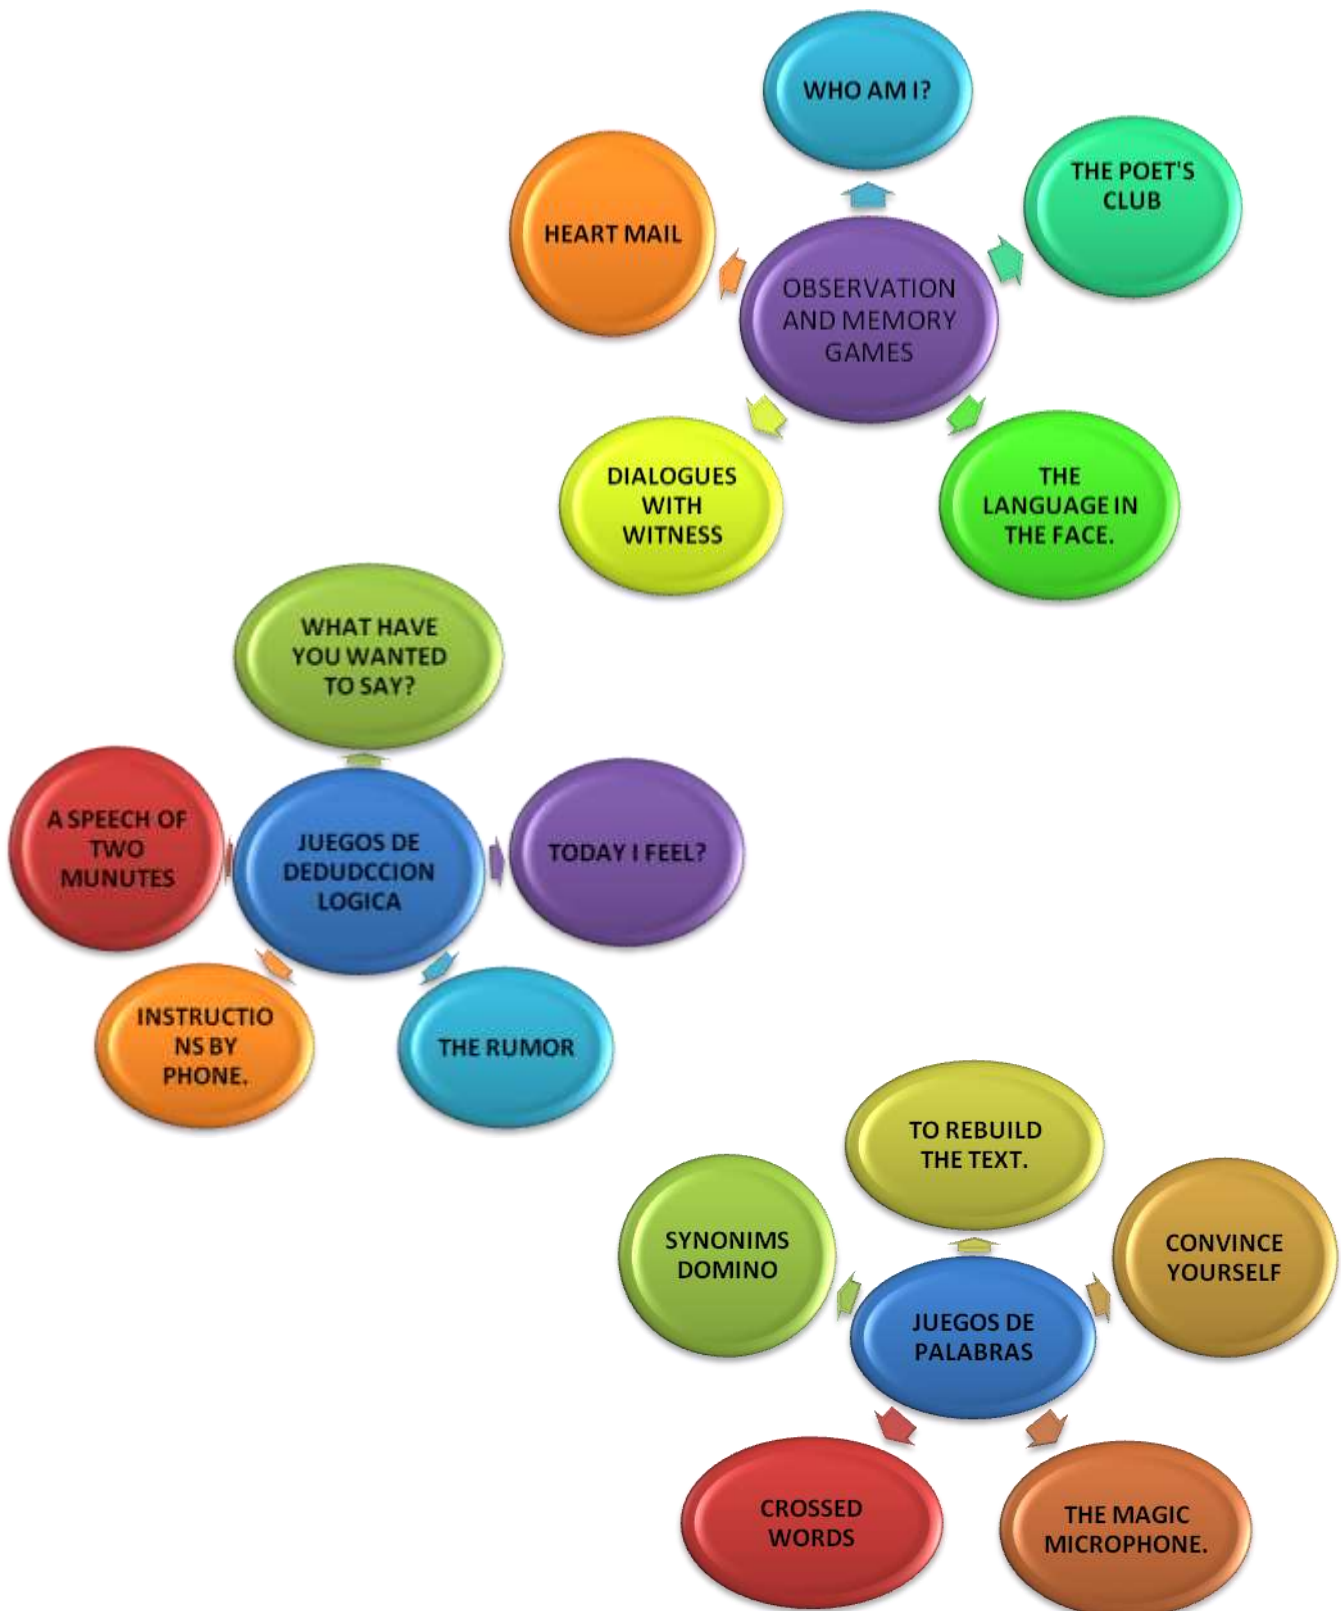 WHO AM I?
THE POET'S
CLUB
HEART MAIL
OBSERVATION
AND MEMORY
GAMES
DIALOGUES
WITH
WITNESS
THE
LANGUAGE IN
THE FACE.
WHAT HAVE
YOU WANTED
TO SAY?
A SPEECH OF
TWO
MUNUTES
JUEGOS DE
DEDUDCCION
LOGICA
TODAY I FEEL?
INSTRUCTIO
NS BY
PHONE.
THE RUMOR
TO REBUILD
THE TEXT.
SYNONIMS
DOMINO
CONVINCE
YOURSELF
JUEGOS DE
PALABRAS
CROSSED
WORDS
THE MAGIC
MICROPHONE.